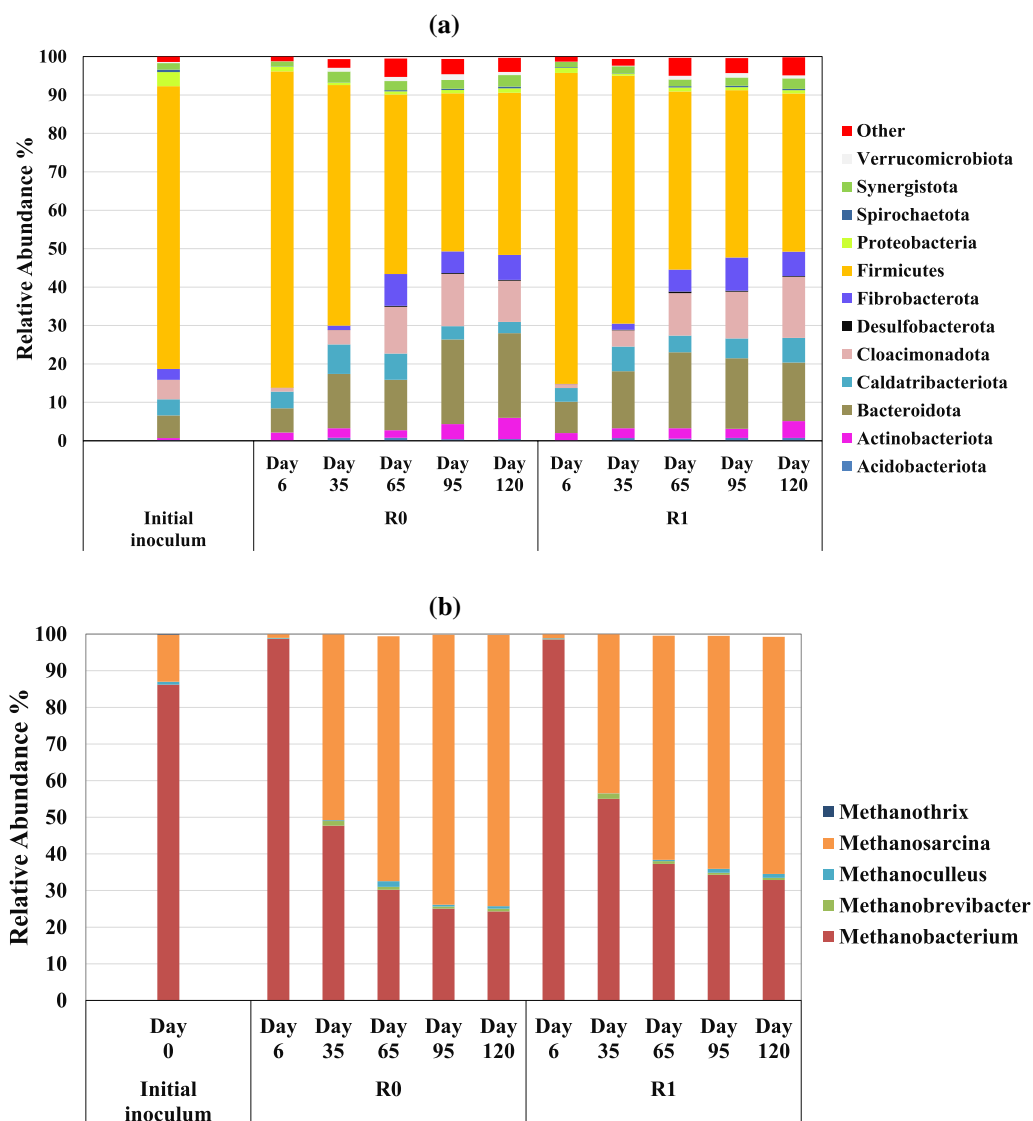 (a)
Relative Abundance %
100
90
80
70
60
50
40
30
20
10
0
Day Day Day Day Day Day Day Day Day Day
6 35 65 95 120 6 35 65 95 120
Initial inoculum
R0
R1
Other
Verrucomicrobiota
Synergistota
Spirochaetota
Proteobacteria
Firmicutes
Fibrobacterota
Desulfobacterota
Cloacimonadota
Caldatribacteriota
Bacteroidota
Actinobacteriota
Acidobacteriota
(b)
Relative Abundance %
100
90
80
70
60
50
40
30
20
10
0
Day Day Day Day Day Day Day Day Day Day Day
0 6 35 65 95 120 6 35 65 95 120
Initial
inoculum
R0
R1
Methanothrix
Methanosarcina
Methanoculleus
Methanobrevibacter
Methanobacterium